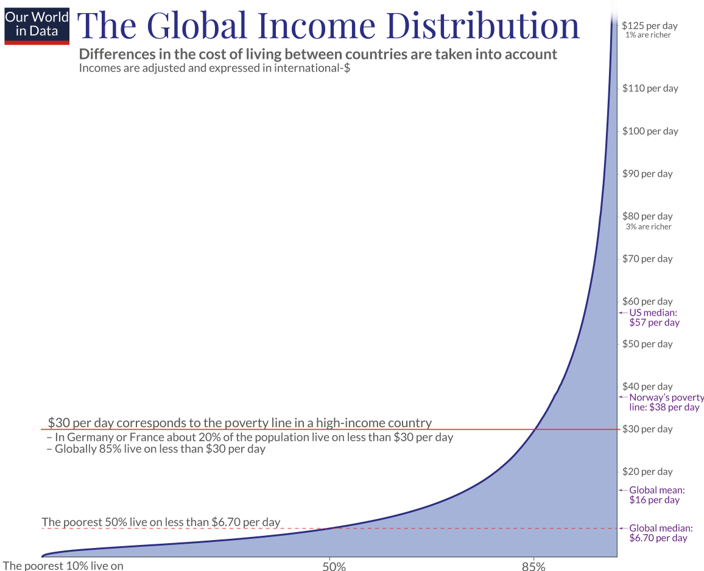 Our World
in Data
The Global Income Distribution
Differences in the cost of living between countries are taken into account
Incomes are adjusted and expressed in international-$
$125 per day
1% are richer
$110 per day
$100 per day
$90 per day
$80 per day
3% are richer
$70 per day
$60 per day
US median:
$57 per day
$50 per day
$40 per day
Norway's poverty
line: $38 per day
$30 per day corresponds to the poverty line in a high-income country
$30 per day
– In Germany or France about 20% of the population live on less than $30 per day
– Globally 85% live on less than $30 per day
$20 per day
Global mean:
$16 per day
The poorest 50% live on less than $6.70 per day
Global median:
$6.70 per day
The poorest 10% live on
50%
85%